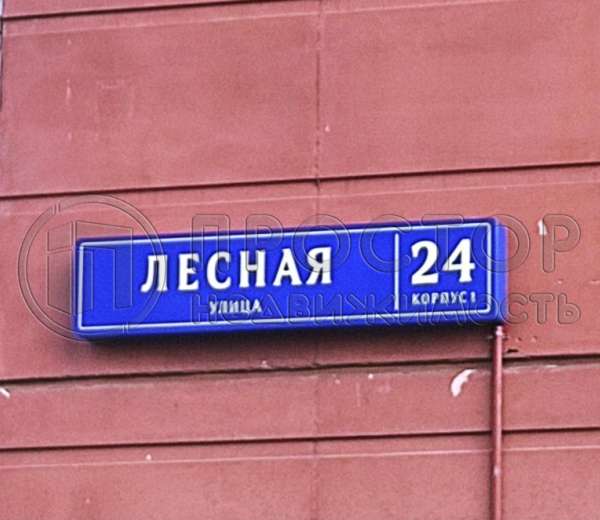 ЛЕСНАЯ
УЛИЦА
24
КОРПУС 1
ПРОСТОР
НЕДВИЖИМОСТЬ